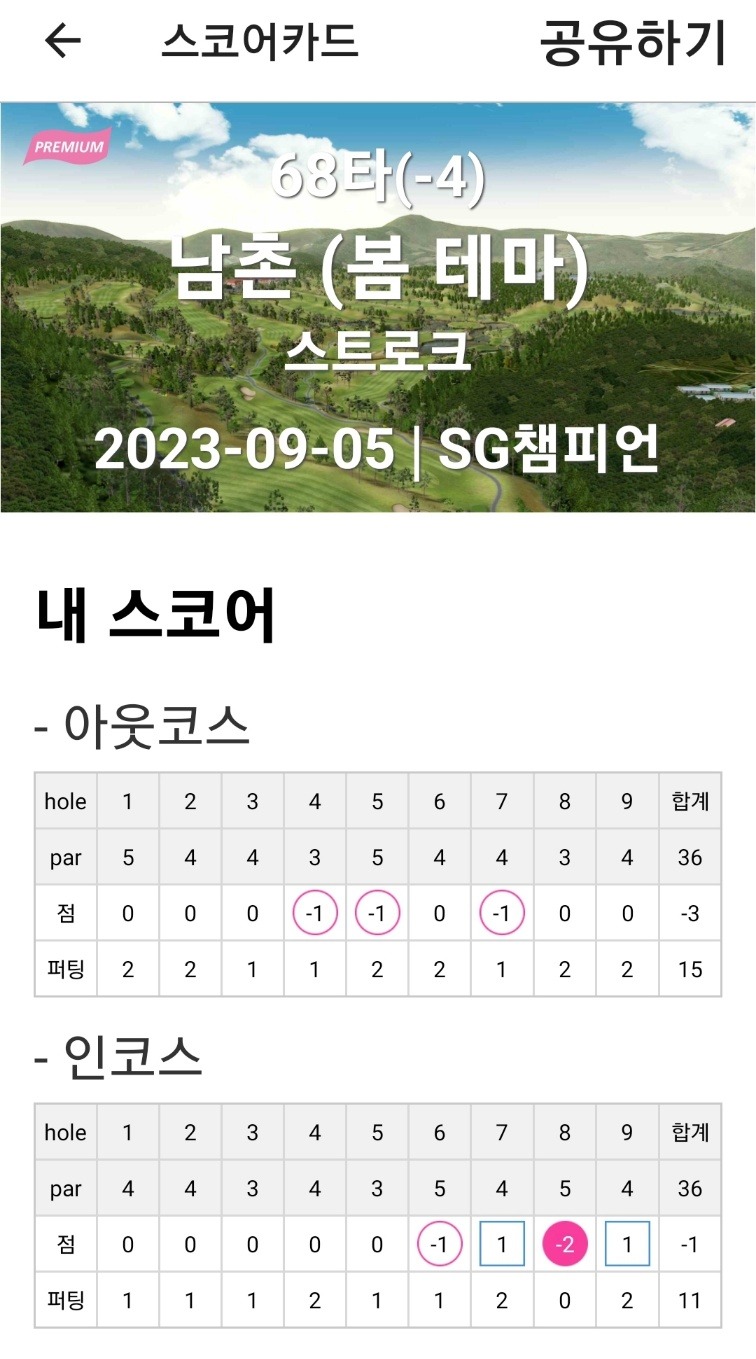 스코어카드 공유하기
PREMIUM
68타(-4)
남촌 (봄 테마)
스트로크
2023-09-05 | SG챔피언
내 스코어
- 아웃코스
hole 1 2 3 4 5 6 7 8 9 합계
par 5 4 4 3 5 4 4 3 4 36
점 0 0 0 -1 -1 0 -1 0 0 -3
퍼팅 2 2 1 1 2 2 1 2 2 15
- 인코스
hole 1 2 3 4 5 6 7 8 9 합계
par 4 4 3 4 3 5 4 5 4 36
점 0 0 0 0 0 -1 1 -2 1 -1
퍼팅 1 1 1 2 1 1 2 0 2 11